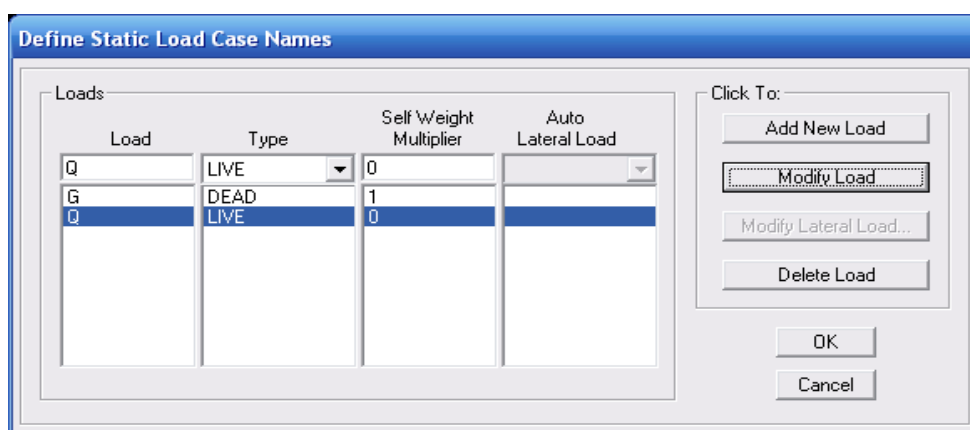 Define Static Load Case Names
Loads
Click To:
Load Type Self Weight Multiplier Auto Lateral Load
Q LIVE 0
G DEAD 1
Q LIVE 0
Add New Load
Modify Load
Modify Lateral Load...
Delete Load
OK
Cancel